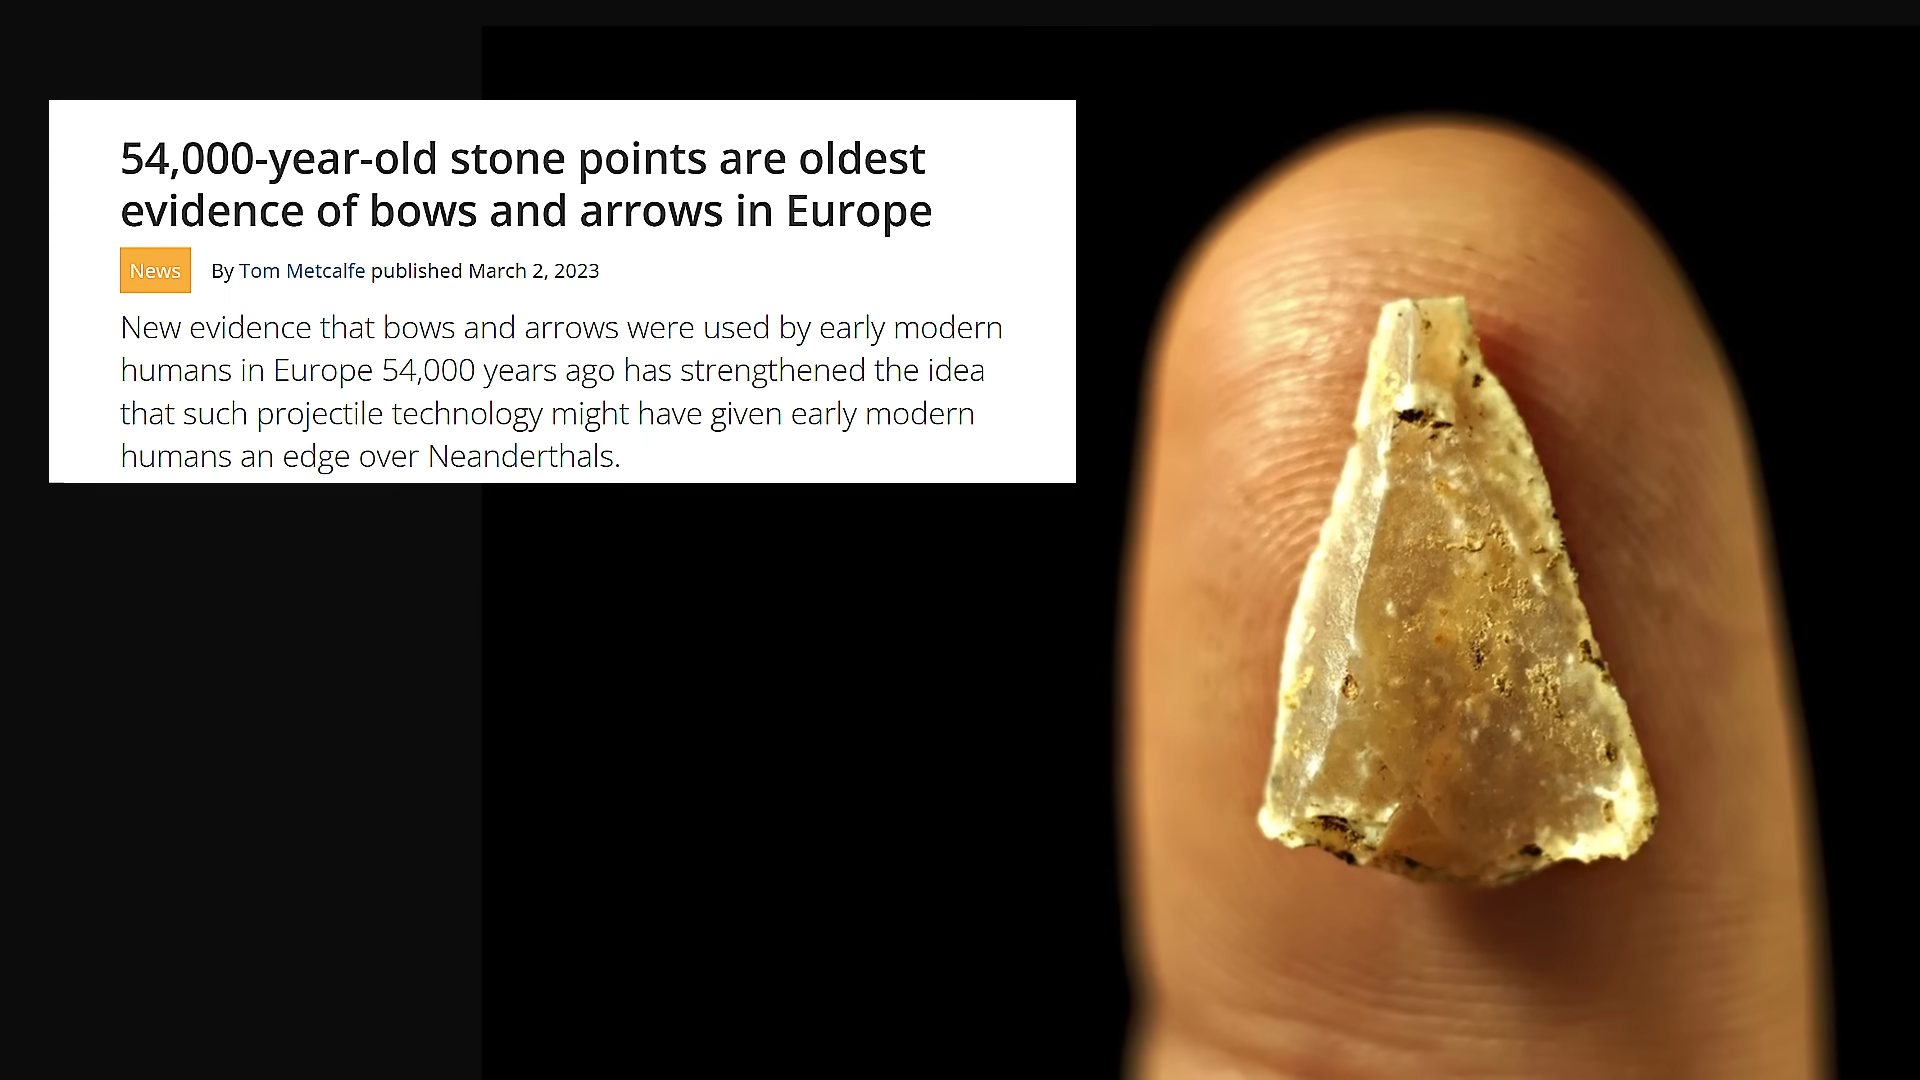 54,000-year-old stone points are oldest
evidence of bows and arrows in Europe
News By Tom Metcalfe published March 2, 2023
New evidence that bows and arrows were used by early modern
humans in Europe 54,000 years ago has strengthened the idea
that such projectile technology might have given early modern
humans an edge over Neanderthals.